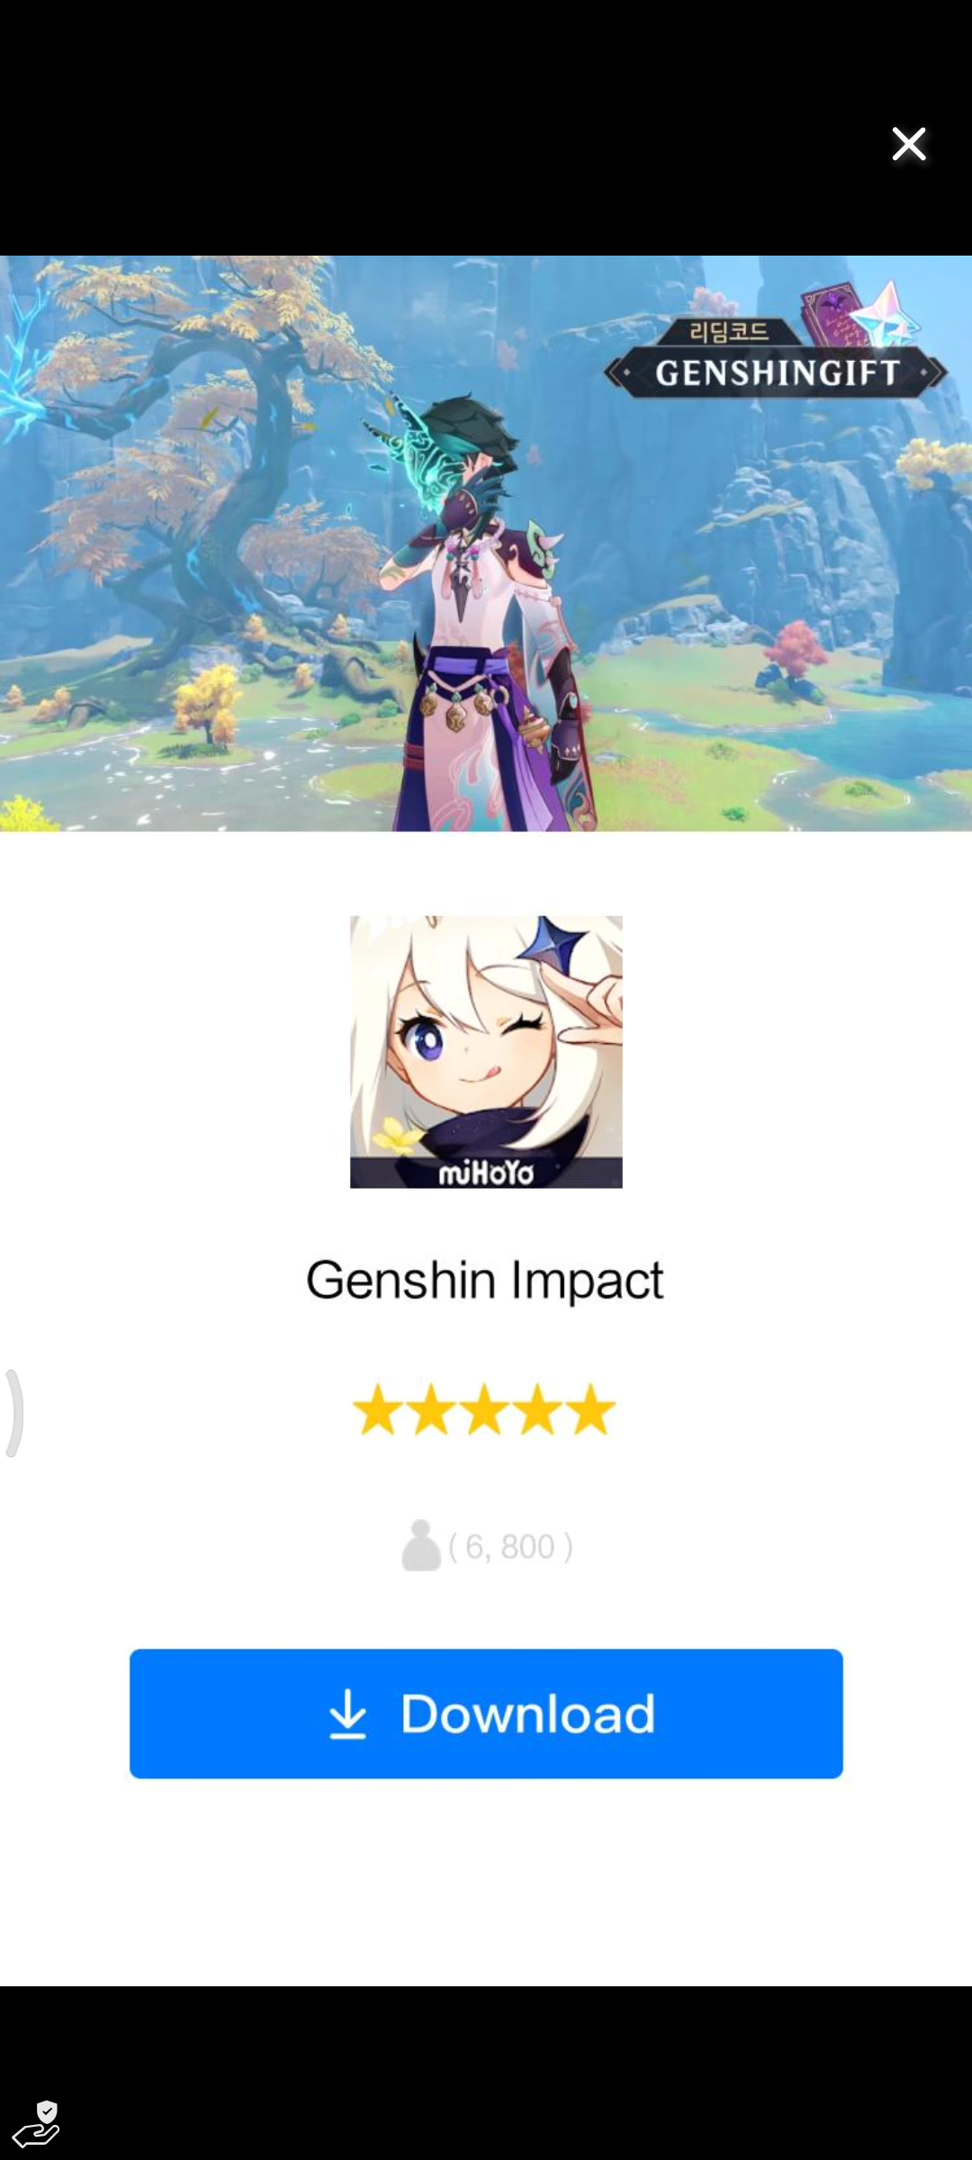 리딤코드
GENSHINGIFT
miHoYo
Genshin Impact
( 6, 800 )
Download